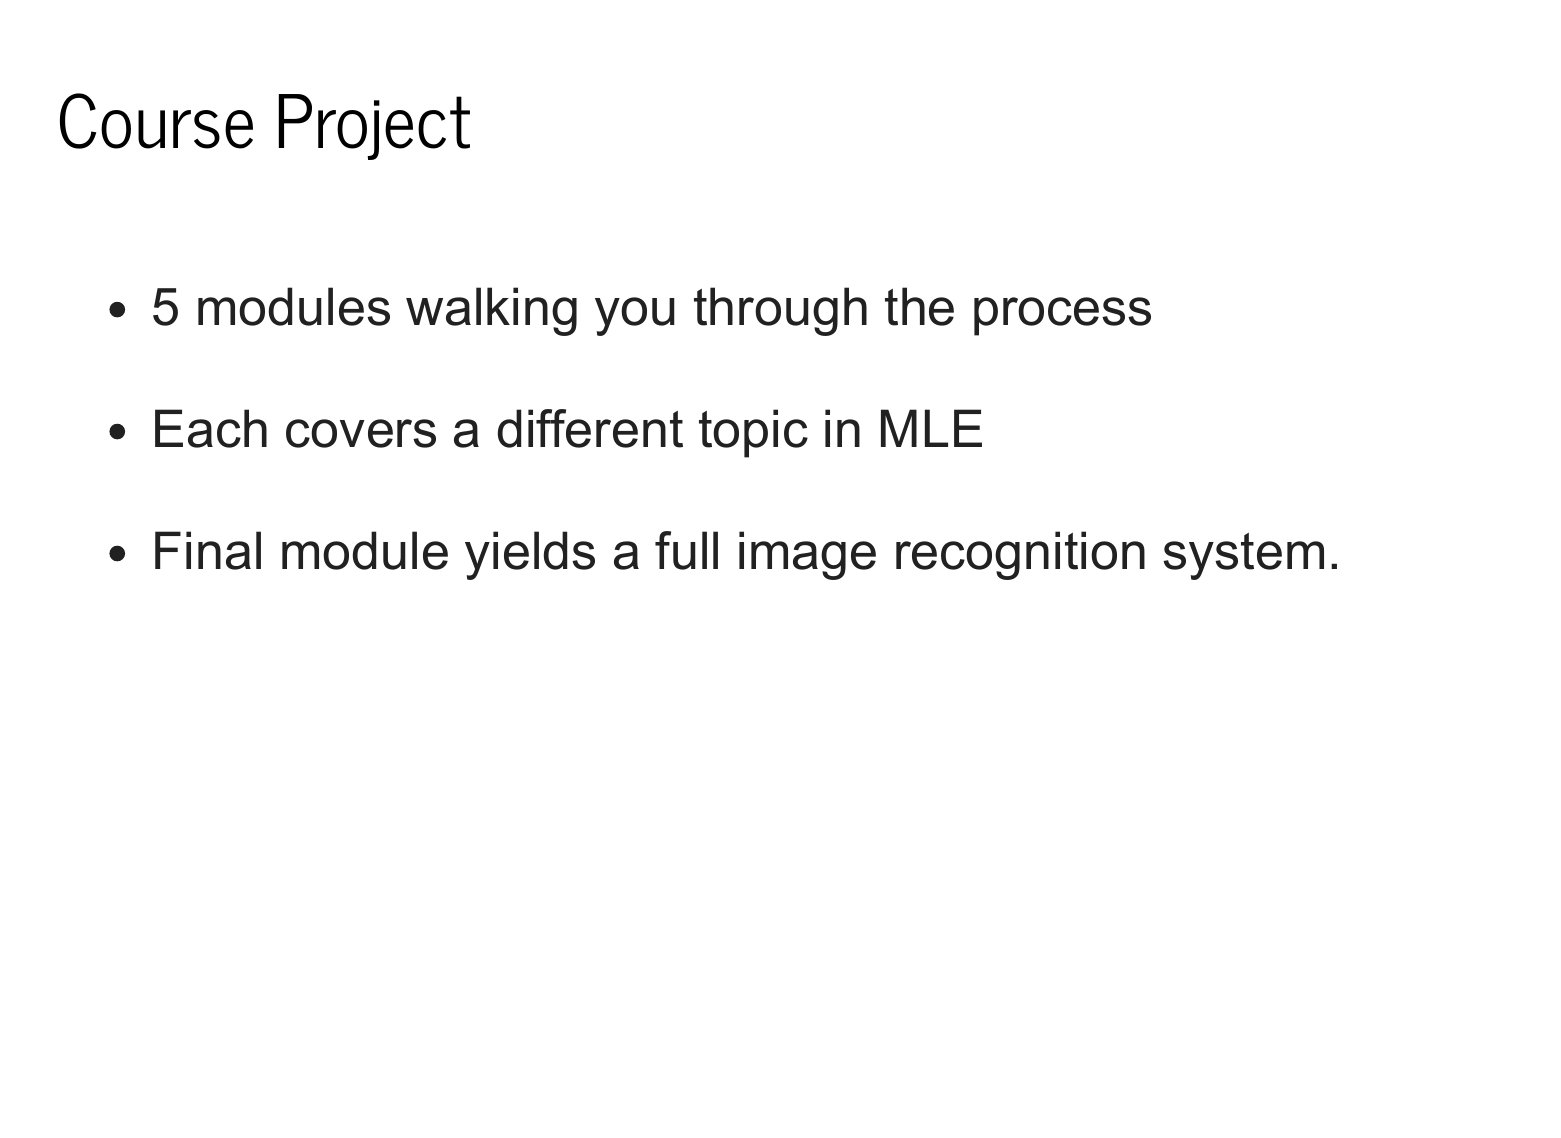 Course Project
• 5 modules walking you through the process
• Each covers a different topic in MLE
• Final module yields a full image recognition system.